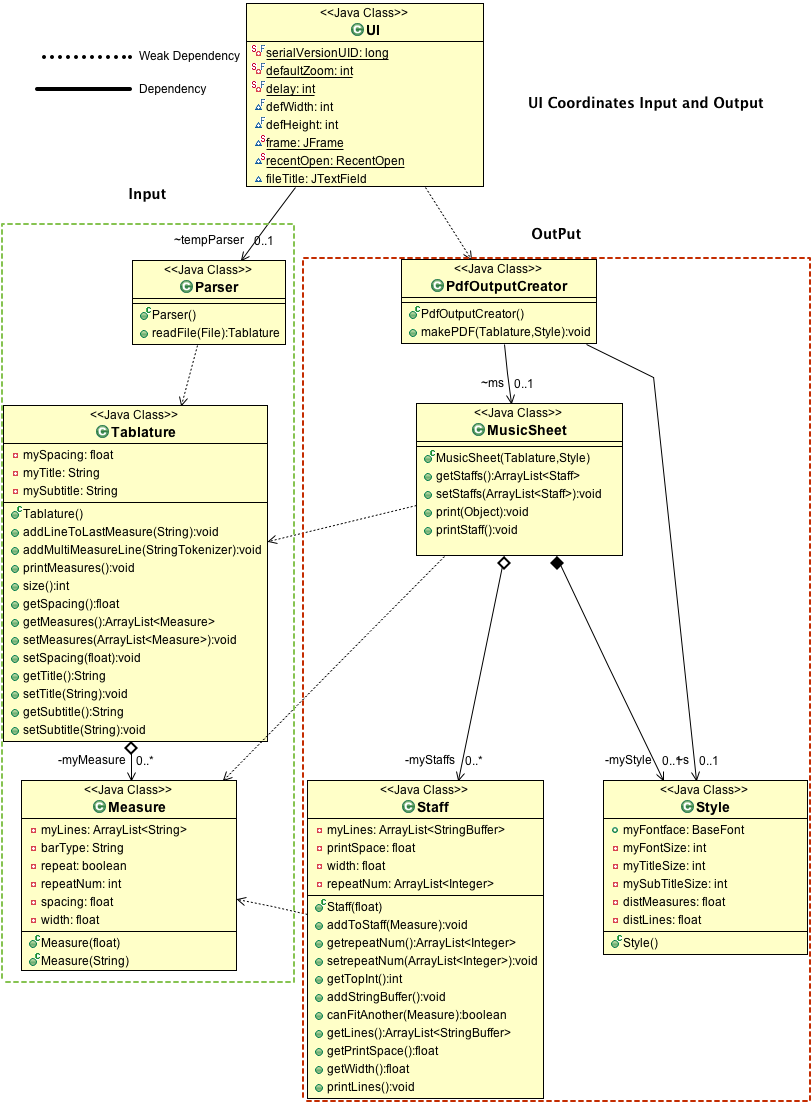 <<Java Class>>
UI
serialVersionUID: long
defaultZoom: int
delay: int
defWidth: int
defHeight: int
frame: JFrame
recentOpen: RecentOpen
fileTitle: JTextField
Weak Dependency
Dependency
UI Coordinates Input and Output
Input
OutPut
~tempParser 0..1
<<Java Class>>
Parser
Parser()
readFile(File):Tablature
<<Java Class>>
PdfOutputCreator
PdfOutputCreator()
makePDF(Tablature,Style):void
~ms 0..1
<<Java Class>>
Tablature
mySpacing: float
myTitle: String
mySubtitle: String
Tablature()
addLineToLastMeasure(String):void
addMultiMeasureLine(StringTokenizer):void
printMeasures():void
size():int
getSpacing():float
getMeasures():ArrayList<Measure>
setMeasures(ArrayList<Measure>):void
setSpacing(float):void
getTitle():String
setTitle(String):void
getSubtitle():String
setSubtitle(String):void
<<Java Class>>
MusicSheet
MusicSheet(Tablature,Style)
getStaffs():ArrayList<Staff>
setStaffs(ArrayList<Staff>):void
print(Object):void
printStaff():void
-myMeasure 0..*
-myStaffs 0..*
-myStyle 0..1
~s 0..1
<<Java Class>>
Measure
myLines: ArrayList<String>
barType: String
repeat: boolean
repeatNum: int
spacing: float
width: float
Measure(float)
Measure(String)
<<Java Class>>
Staff
myLines: ArrayList<StringBuffer>
printSpace: float
width: float
repeatNum: ArrayList<Integer>
Staff(float)
addToStaff(Measure):void
getrepeatNum():ArrayList<Integer>
setrepeatNum(ArrayList<Integer>):void
getTopInt():int
addStringBuffer():void
canFitAnother(Measure):boolean
getLines():ArrayList<StringBuffer>
getPrintSpace():float
getWidth():float
printLines():void
<<Java Class>>
Style
myFontface: BaseFont
myFontSize: int
myTitleSize: int
mySubTitleSize: int
distMeasures: float
distLines: float
Style()